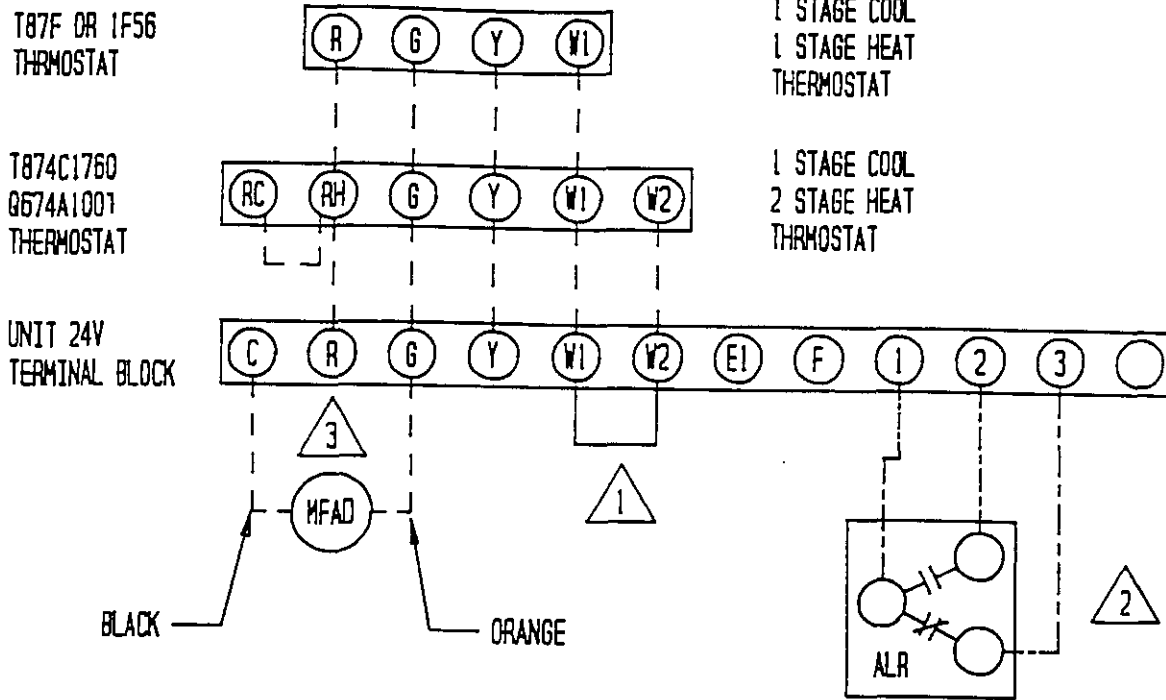 T87F OR 1F56
THRMOSTAT
R G Y W1
1 STAGE COOL
1 STAGE HEAT
THERMOSTAT
T874C1760
Q674A1001
THERMOSTAT
RC RH G Y W1 W2
1 STAGE COOL
2 STAGE HEAT
THRMOSTAT
UNIT 24V
TERMINAL BLOCK
C R G Y W1 W2 E1 F 1 2 3
3
MFAD
1
2
BLACK
ORANGE
ALR